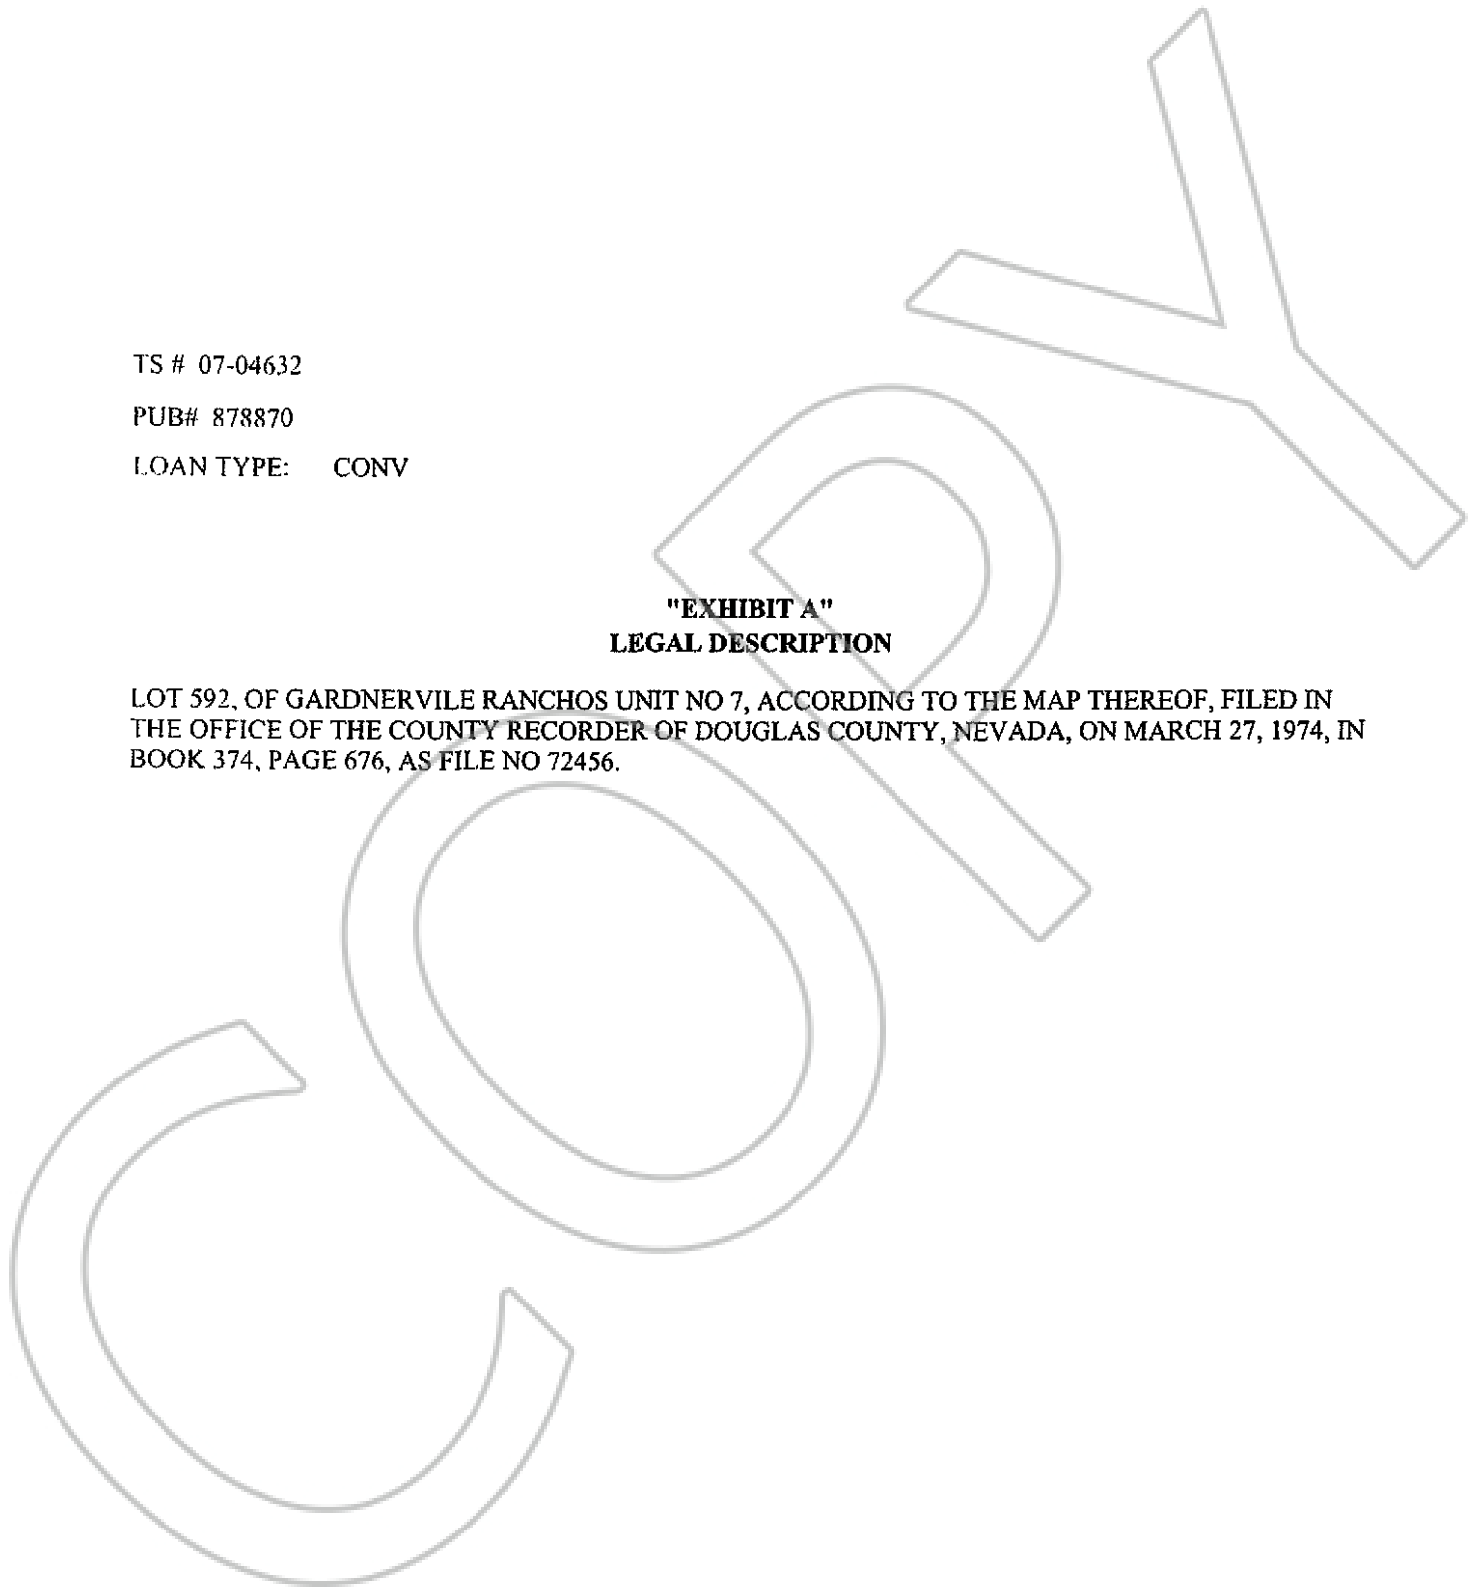 TS # 07-04632
PUB# 878870
LOAN TYPE: CONV
"EXHIBIT A"
LEGAL DESCRIPTION
LOT 592, OF GARDNERVILE RANCHOS UNIT NO 7, ACCORDING TO THE MAP THEREOF, FILED IN
THE OFFICE OF THE COUNTY RECORDER OF DOUGLAS COUNTY, NEVADA, ON MARCH 27, 1974, IN
BOOK 374, PAGE 676, AS FILE NO 72456.
COPY